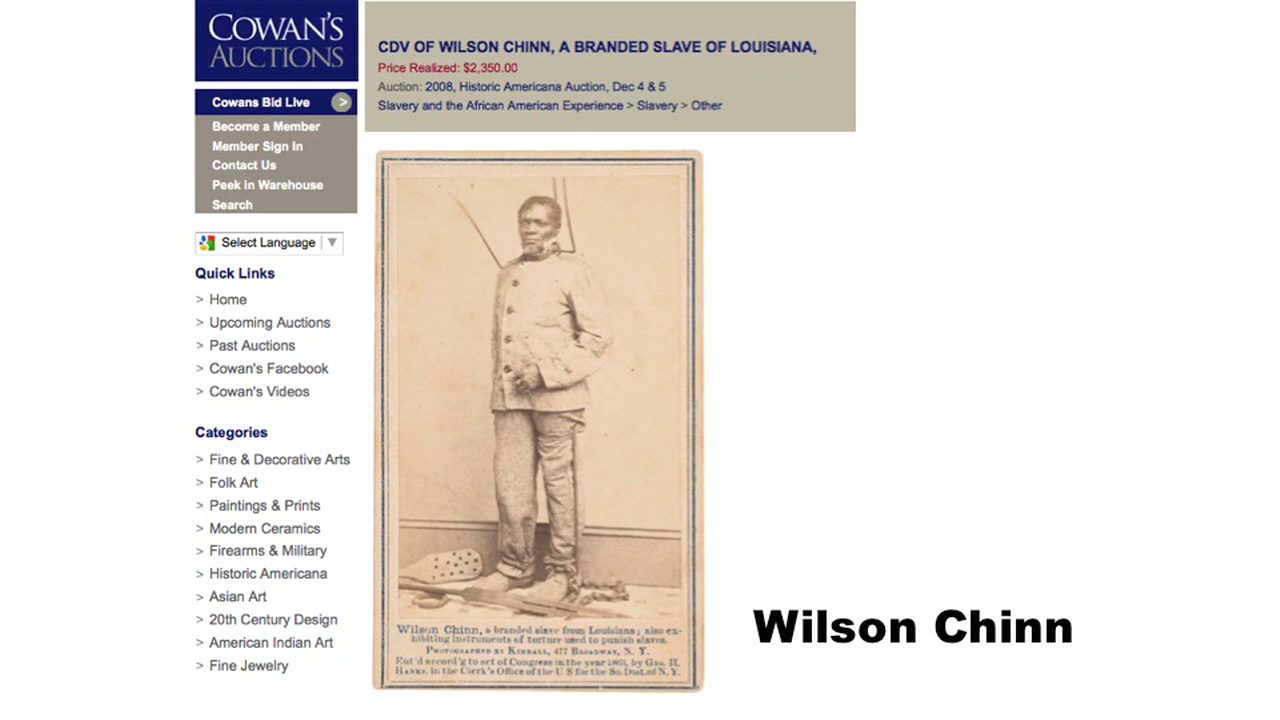 COWAN'S
AUCTIONS
Cowans Bid Live >
Become a Member
Member Sign In
Contact Us
Peek in Warehouse
Search
Select Language
Quick Links
> Home
> Upcoming Auctions
> Past Auctions
> Cowan's Facebook
> Cowan's Videos
Categories
> Fine & Decorative Arts
> Folk Art
> Paintings & Prints
> Modern Ceramics
> Firearms & Military
> Historic Americana
> Asian Art
> 20th Century Design
> American Indian Art
> Fine Jewelry
CDV OF WILSON CHINN, A BRANDED SLAVE OF LOUISIANA,
Price Realized: $2,350.00
Auction: 2008, Historic Americana Auction, Dec 4 & 5
Slavery and the African American Experience > Slavery > Other
Wilson Chinn, a branded slave from Louisiana; also ex-
hibiting instruments of torture used to punish slaves.
PHOTOGRAPHED BY KIMBALL, 477 BROADWAY, N. Y.
Ent'd accord'g to act of Congress in the year 1863, by GEO. H.
HANKS, in the Clerk's Office of the U S for the So. Dist. of N. Y.
Wilson Chinn